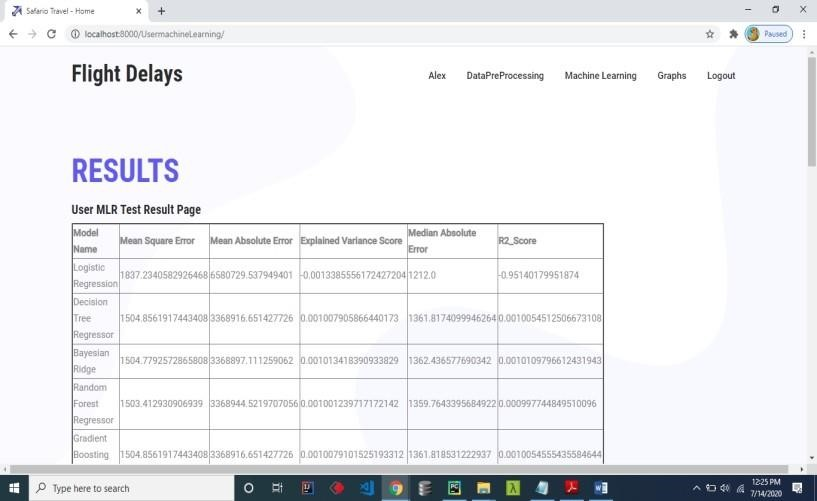 Safario Travel - Home
localhost:8000/UsermachineLearning/
Paused
Flight Delays
Alex DataPreProcessing Machine Learning Graphs Logout
RESULTS
User MLR Test Result Page
Model Name Mean Square Error Mean Absolute Error Explained Variance Score Median Absolute Error R2_Score
Logistic Regression 1837.2340582926468 6580729.537949401 -0.0013385556172427204 1212.0 -0.95140179951874
Decision Tree Regressor 1504.8561917443408 3368916.651427726 0.001007905866440173 1361.8174099946264 0.0010054512506673108
Bayesian Ridge 1504.7792572865808 3368897.111259062 0.001013418390933829 1362.436577690342 0.0010109796612431943
Random Forest Regressor 1503.412930906939 3368944.5219707056 0.001001239717172142 1359.7643395684922 0.000997744849510096
Gradient Boosting 1504.8561917443408 3368916.651427726 0.0010079101525193312 1361.818531222937 0.0010054555435584644
Type here to search
12:25 PM
7/14/2020